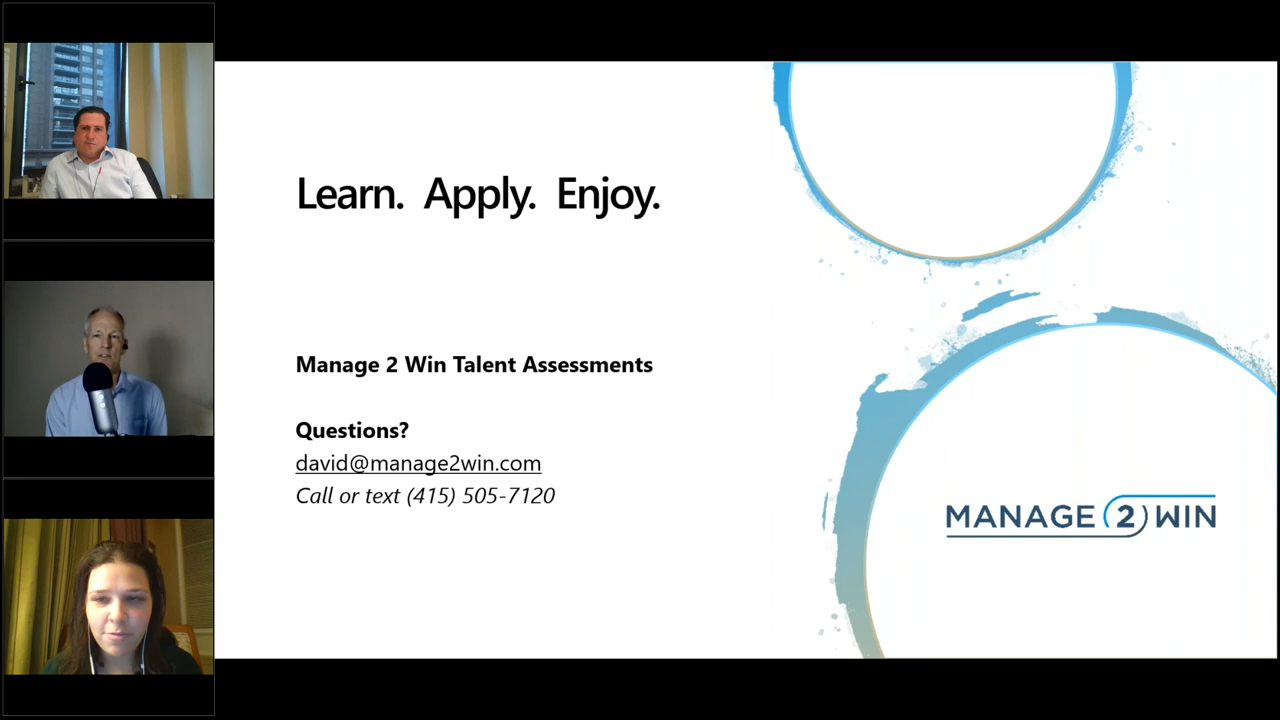 Learn. Apply. Enjoy.
Manage 2 Win Talent Assessments
Questions?
david@manage2win.com
Call or text (415) 505-7120
MANAGE 2 WIN